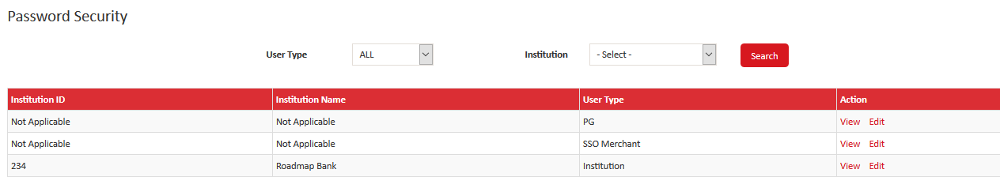 Password Security
User Type ALL Institution - Select - Search
Institution ID Institution Name User Type Action
Not Applicable Not Applicable PG View Edit
Not Applicable Not Applicable SSO Merchant View Edit
234 Roadmap Bank Institution View Edit